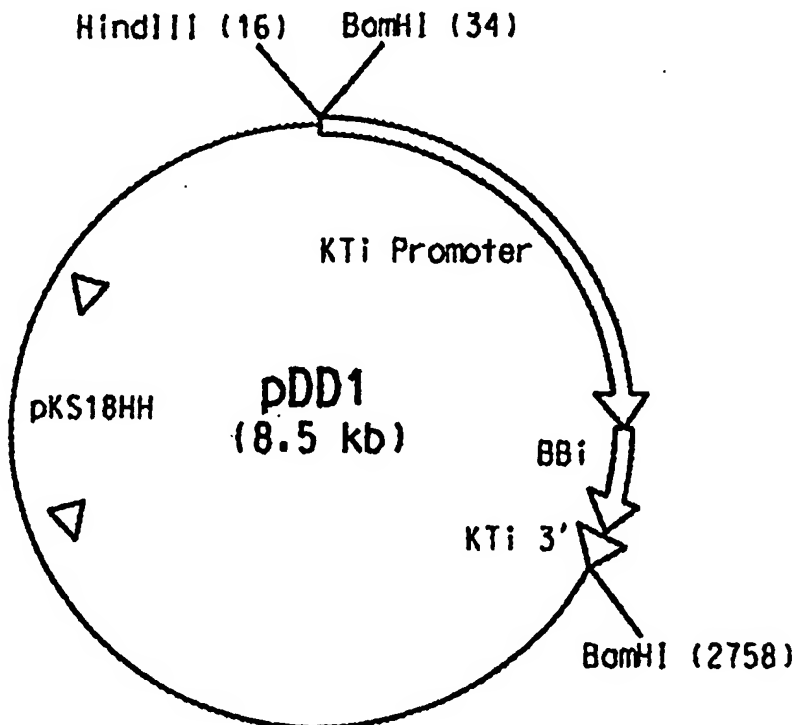 HindIII (16)
BamHI (34)
KTi Promoter
pKS18HH
pDD1
(8.5 kb)
BBi
KTi 3'
BamHI (2758)